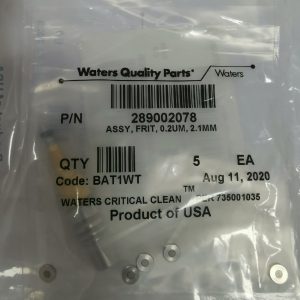 Waters Quality Parts
Waters
P/N 289002078
ASSY, FRIT, 0.2UM, 2.1MM
QTY 5 EA
Code: BAT1WT Aug 11, 2020
WATERS CRITICAL CLEAN™ PER 735001035
Product of USA